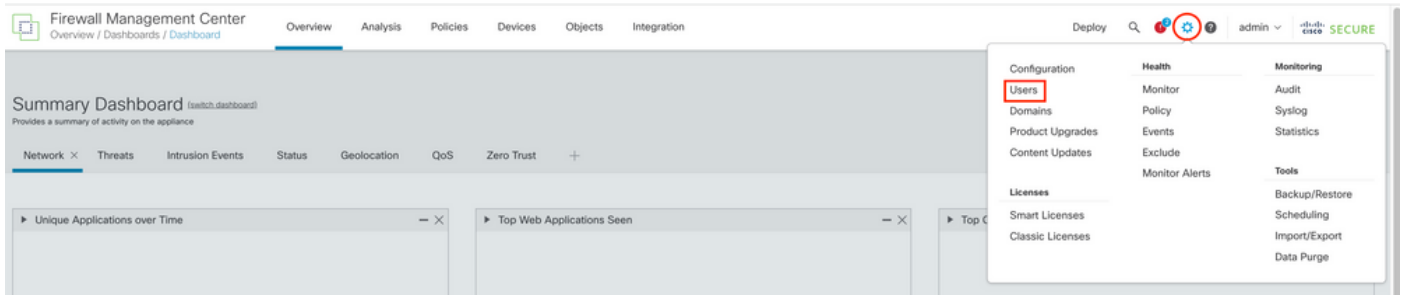 Firewall Management Center
Overview / Dashboards / Dashboard
Overview Analysis Policies Devices Objects Integration
Deploy 2 ? admin cisco SECURE
Summary Dashboard (switch dashboard)
Provides a summary of activity on the appliance
Network × Threats Intrusion Events Status Geolocation QoS Zero Trust +
Unique Applications over Time
Top Web Applications Seen
Top C
Configuration
Users
Domains
Product Upgrades
Content Updates
Licenses
Smart Licenses
Classic Licenses
Health
Monitor
Policy
Events
Exclude
Monitor Alerts
Monitoring
Audit
Syslog
Statistics
Tools
Backup/Restore
Scheduling
Import/Export
Data Purge